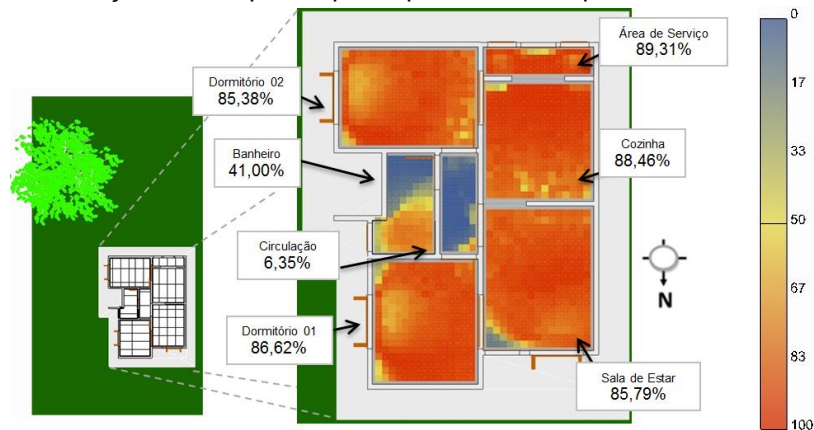 Área de Serviço
89,31%
Dormitório 02
85,38%
Banheiro
41,00%
Cozinha
88,46%
Circulação
6,35%
N
Dormitório 01
86,62%
Sala de Estar
85,79%
0
17
33
50
67
83
100